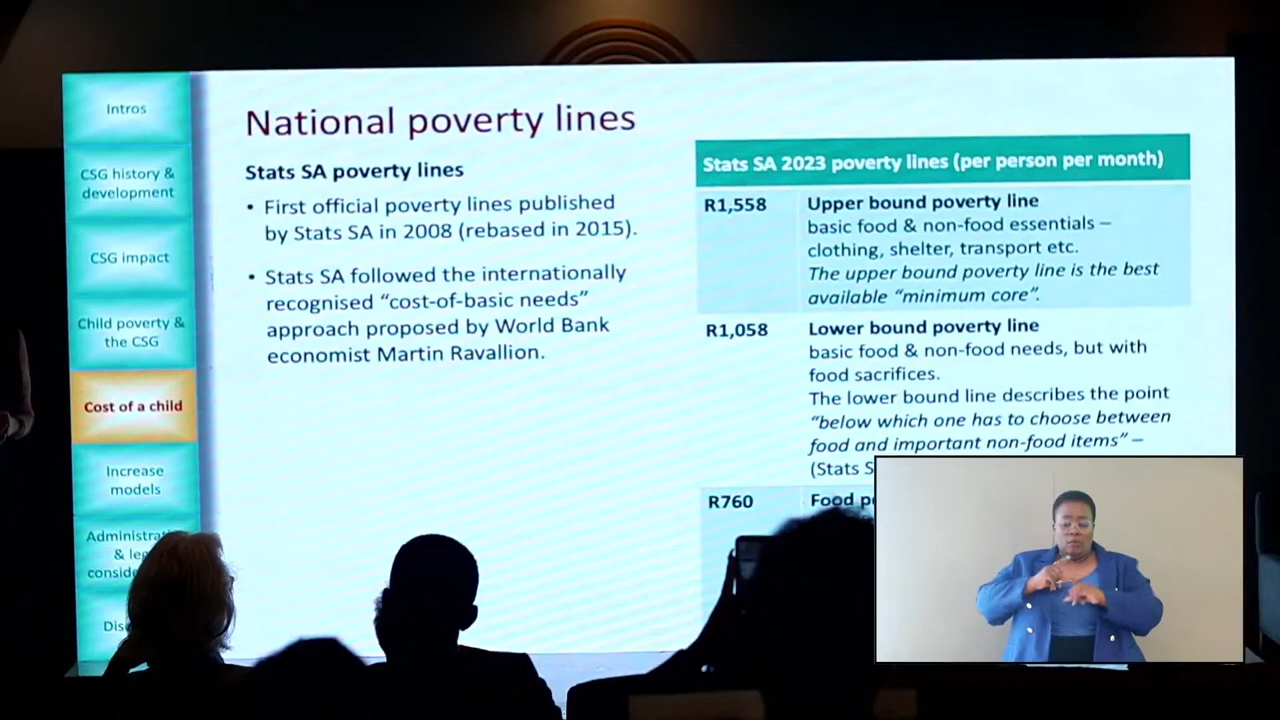 Intros
CSG history &
development
CSG impact
Child poverty &
the CSG
Cost of a child
Increase
models
& 
National poverty lines
Stats SA poverty lines
• First official poverty lines published
by Stats SA in 2008 (rebased in 2015).
• Stats SA followed the internationally
recognised “cost-of-basic needs”
approach proposed by World Bank
economist Martin Ravallion.
Stats SA 2023 poverty lines (per person per month)
R1,558 Upper bound poverty line
basic food & non-food essentials –
clothing, shelter, transport etc.
The upper bound poverty line is the best
available “minimum core”.
R1,058 Lower bound poverty line
basic food & non-food needs, but with
food sacrifices.
The lower bound line describes the point
“below which one has to choose between
food and important non-food items” –
(Stats
R760 Food